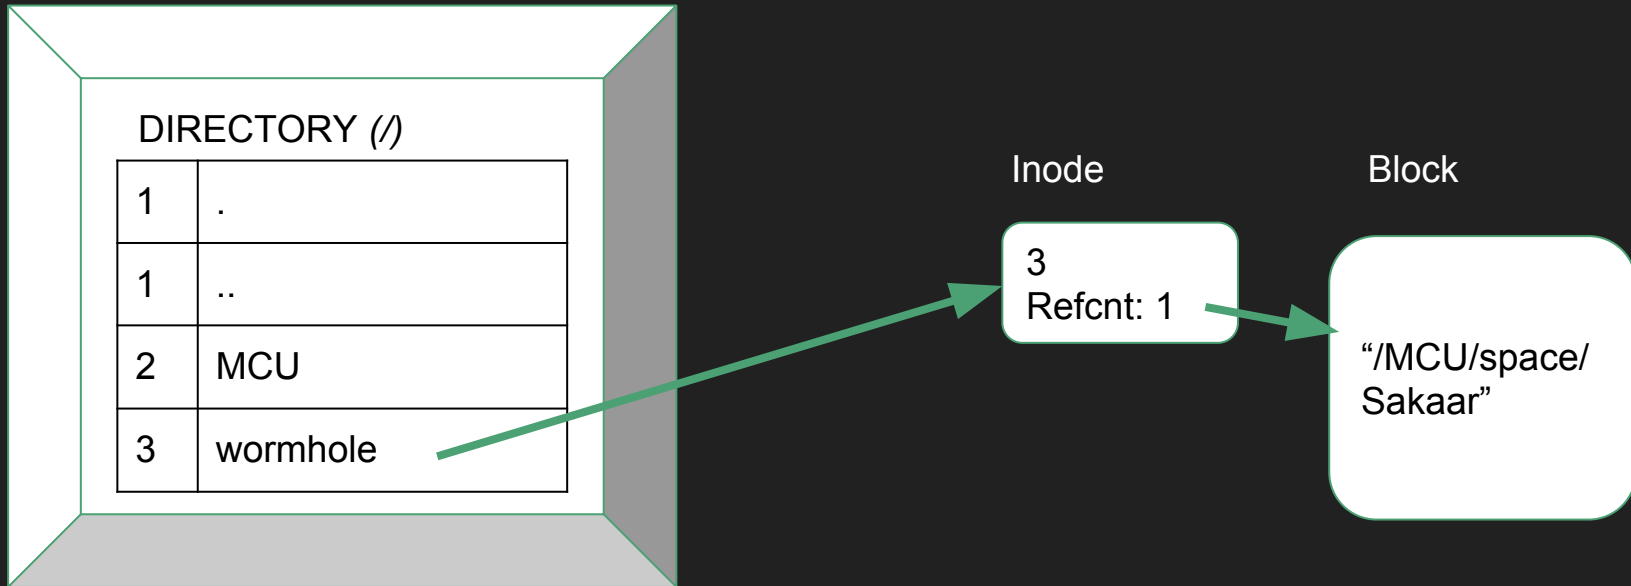 DIRECTORY (/)
1 .
1 ..
2 MCU
3 wormhole
Inode
3
Refcnt: 1
Block
“/MCU/space/
Sakaar”